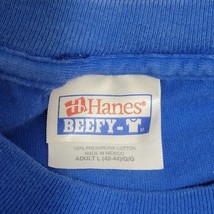 Hanes
BEEFY-T
100% PRESHRUNK COTTON
MADE IN MEXICO
ADULT L (42-44)/G/G